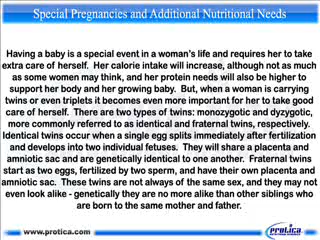 Special Pregnancies and Additional Nutritional Needs
Having a baby is a special event in a woman's life and requires her to take
extra care of herself.  Her calorie intake will increase, although not as much
as some women may think, and her protein needs will also be higher to
support her body and her growing baby.  But, when a woman is carrying
twins or even triplets it becomes even more important for her to take good
care of herself.  There are two types of twins: monozygotic and dyzygotic,
more commonly referred to as identical and fraternal twins, respectively.
Identical twins occur when a single egg splits immediately after fertilization
and develops into two individual fetuses.  They will share a placenta and
amniotic sac and are genetically identical to one another.  Fraternal twins
start as two eggs, fertilized by two sperm, and have their own placenta and
amniotic sac.  These twins are not always of the same sex, and they may not
even look alike - genetically they are no more alike than other siblings who
are born to the same mother and father.
www.protica.com
protica